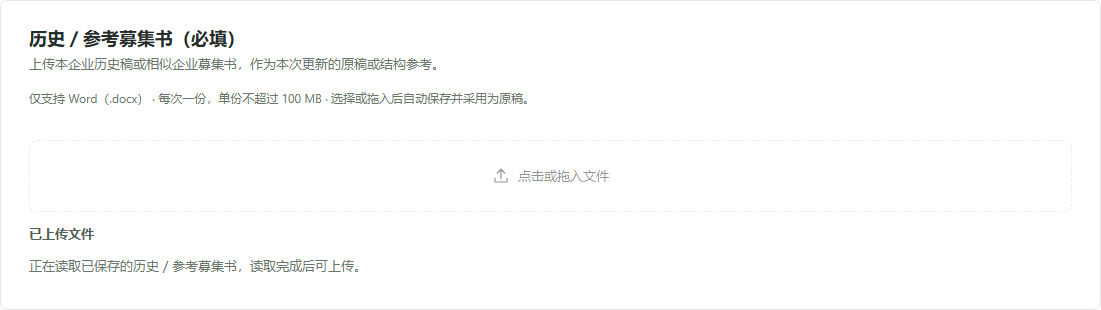 历史 / 参考募集书（必填）
上传本企业历史稿或相似企业募集书，作为本次更新的原稿或结构参考。
仅支持 Word（.docx） · 每次一份，单份不超过 100 MB · 选择或拖入后自动保存并采用为原稿。
点击或拖入文件
已上传文件
正在读取已保存的历史 / 参考募集书，读取完成后可上传。